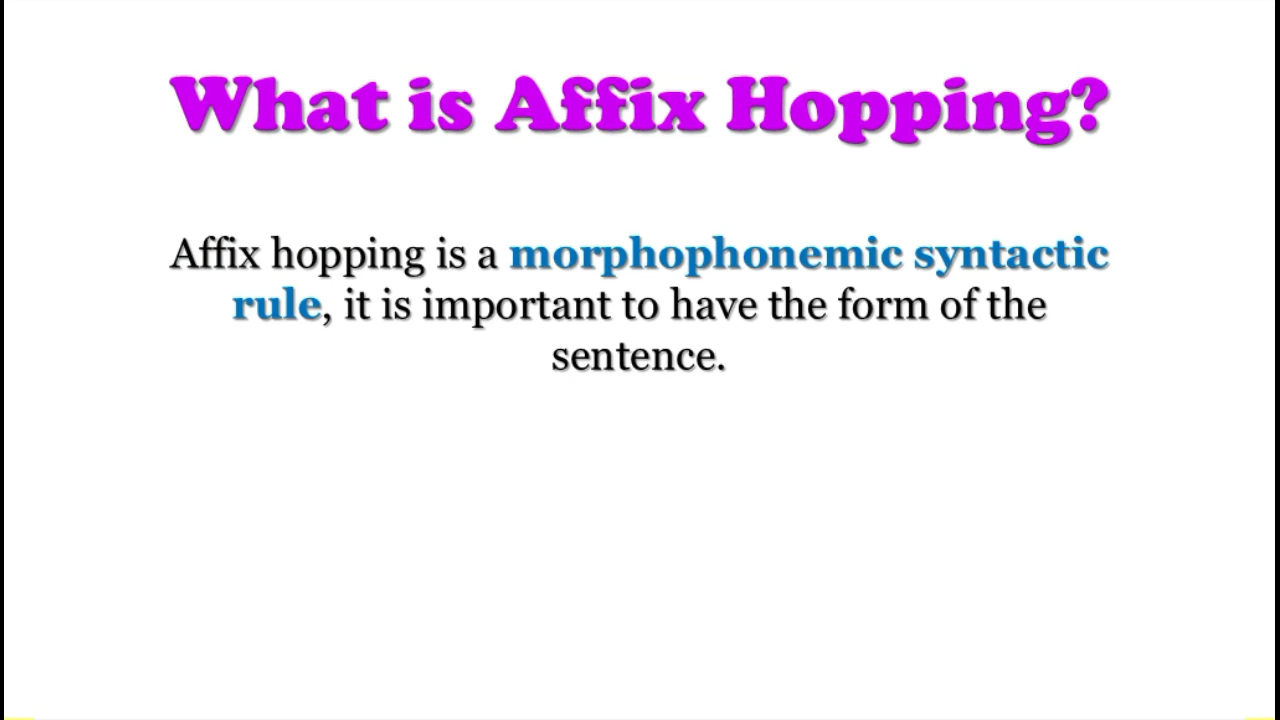 What is Affix Hopping?
Affix hopping is a morphophonemic syntactic
rule, it is important to have the form of the
sentence.